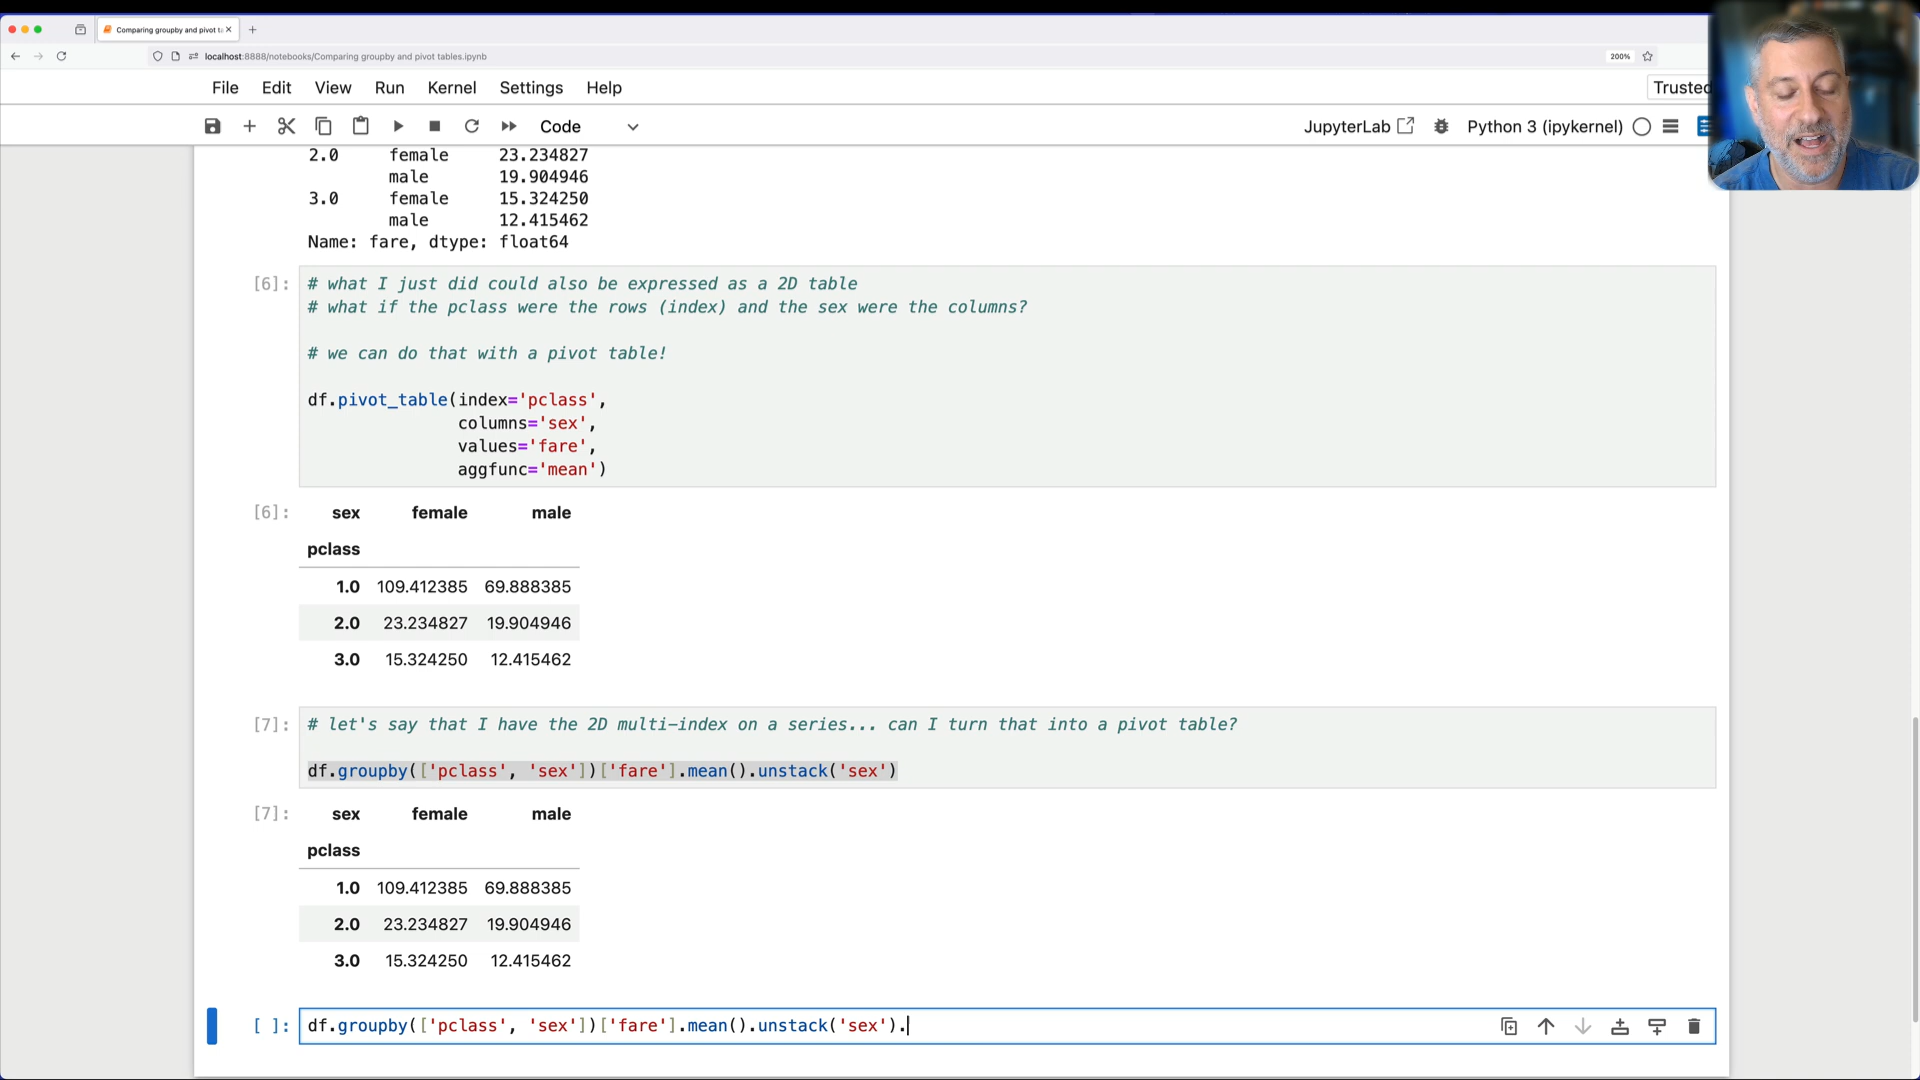 Comparing groupby and pivot ta
localhost:8888/notebooks/Comparing groupby and pivot tables.ipynb
200%
File Edit View Run Kernel Settings Help
Trusted
Code
JupyterLab
Python 3 (ipykernel)
2.0 female 23.234827
male 19.904946
3.0 female 15.324250
male 12.415462
Name: fare, dtype: float64
[6]: # what I just did could also be expressed as a 2D table
# what if the pclass were the rows (index) and the sex were the columns?
# we can do that with a pivot table!
df.pivot_table(index='pclass',
columns='sex',
values='fare',
aggfunc='mean')
[6]: sex female male
pclass
1.0 109.412385 69.888385
2.0 23.234827 19.904946
3.0 15.324250 12.415462
[7]: # let's say that I have the 2D multi-index on a series... can I turn that into a pivot table?
df.groupby(['pclass', 'sex'])['fare'].mean().unstack('sex')
[7]: sex female male
pclass
1.0 109.412385 69.888385
2.0 23.234827 19.904946
3.0 15.324250 12.415462
[ ]: df.groupby(['pclass', 'sex'])['fare'].mean().unstack('sex').